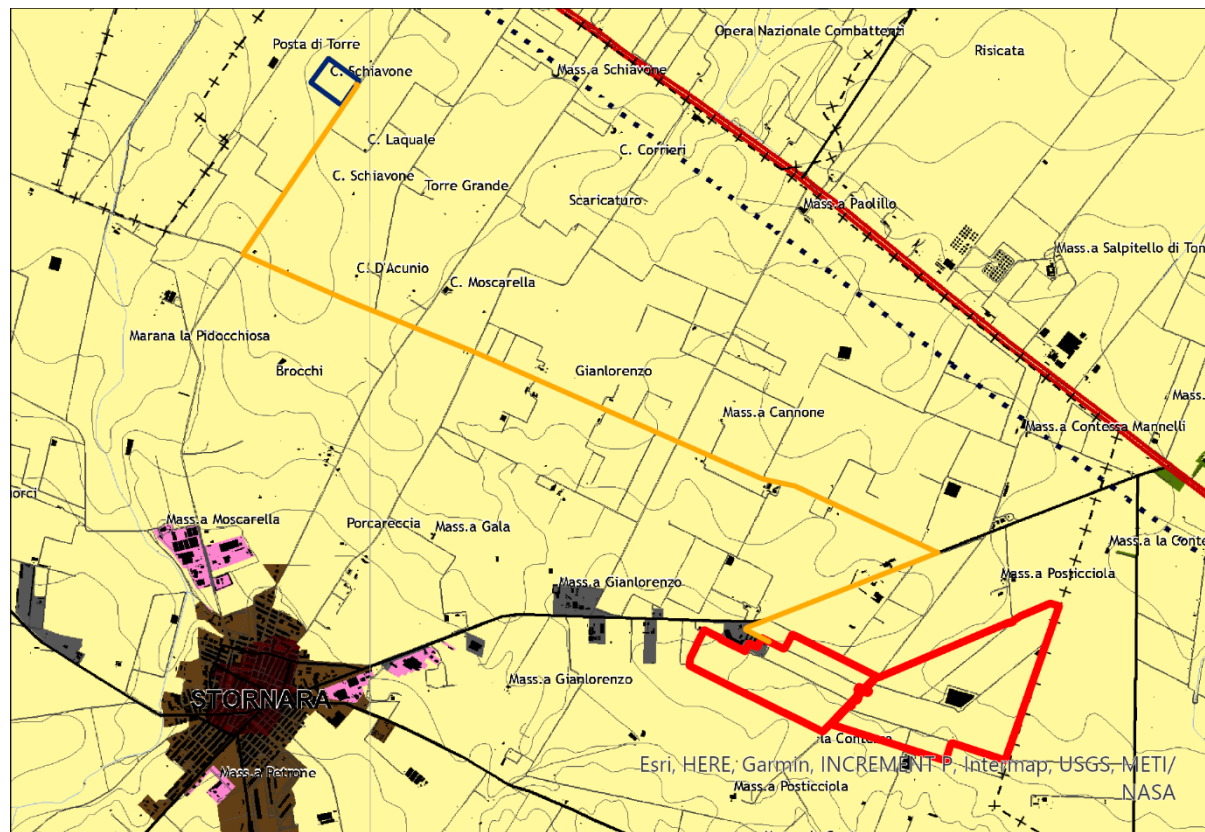 Opera Nazionale Combattenti
Posta di Torre
Risicata
C. Schiavone
Mass.a Schiavone
C. Laquale
C. Corrieri
C. Schiavone
Torre Grande
Scaricaturo
Mass.a Paolillo
Mass.a Salpitello di Ton
C. D'Acunio
C. Moscarella
Marana la Pidocchiosa
Brocchi
Gianlorenzo
Mass.
Mass.a Cannone
Mass.a Contessa Mannelli
orci
Mass.a Moscarella
Porcareccia
Mass.a Gala
Mass.a la Conte
Mass.a Gianlorenzo
Mass.a Posticciola
Mass.a Gianlorenzo
STORNARA
la Contessa
Mass.a Petrone
Esri, HERE, Garmin, INCREMENT P, Intermap, USGS, METI/
NASA
Mass.a Posticciola